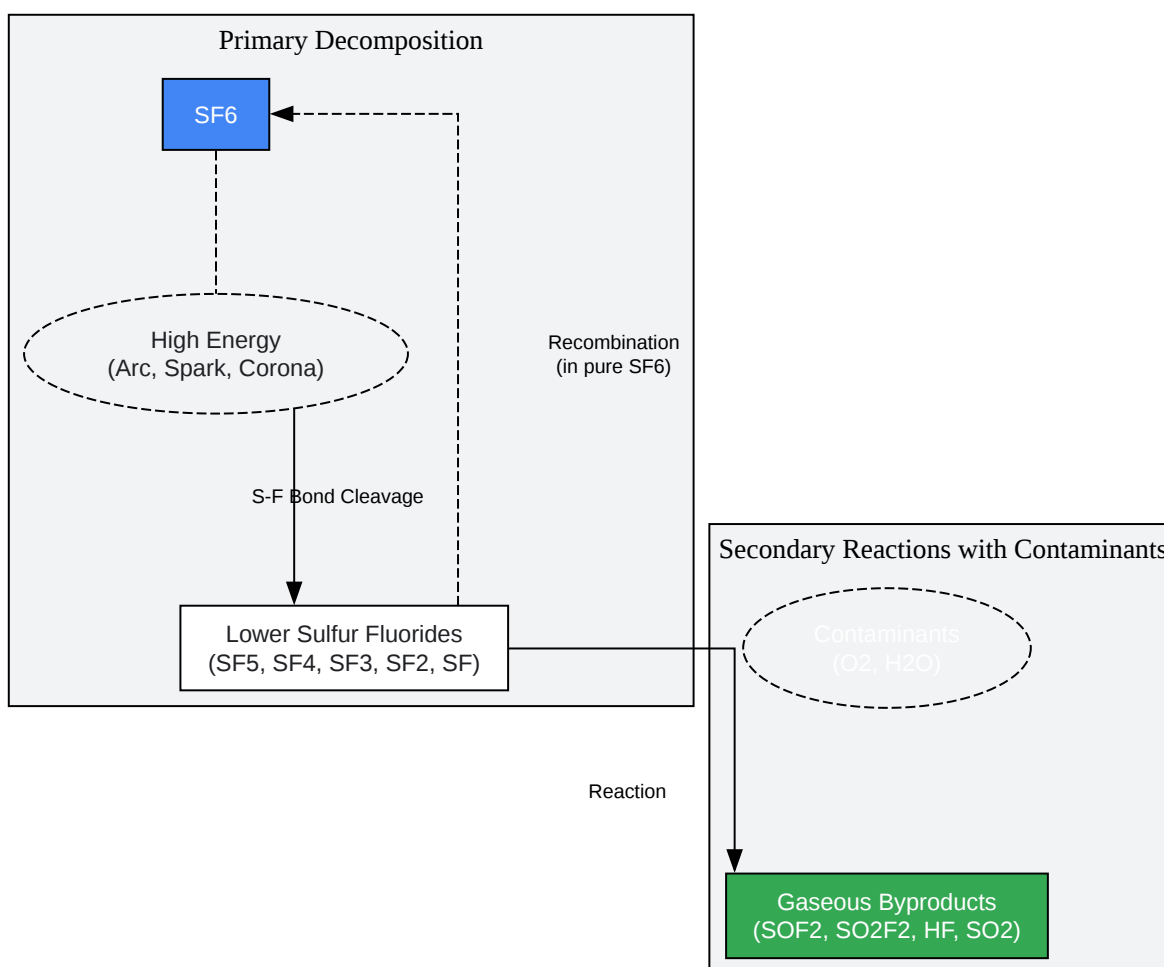 Primary Decomposition
SF6
High Energy
(Arc, Spark, Corona)
Recombination
(in pure SF6)
S-F Bond Cleavage
Lower Sulfur Fluorides
(SF5, SF4, SF3, SF2, SF)
Secondary Reactions with Contaminants
Contaminants
(O2, H2O)
Reaction
Gaseous Byproducts
(SOF2, SO2F2, HF, SO2)